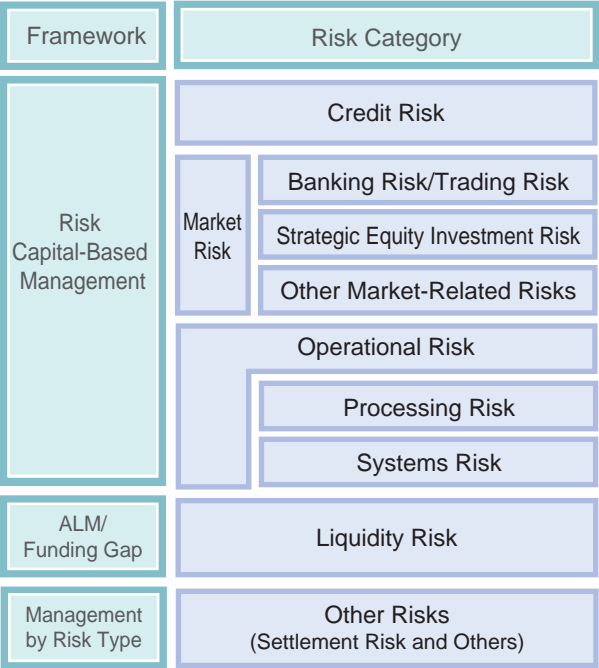 Framework
Risk Category
Risk
Capital-Based
Management
Credit Risk
Market
Risk
Banking Risk/Trading Risk
Strategic Equity Investment Risk
Other Market-Related Risks
Operational Risk
Processing Risk
Systems Risk
ALM/
Funding Gap
Liquidity Risk
Management
by Risk Type
Other Risks
(Settlement Risk and Others)